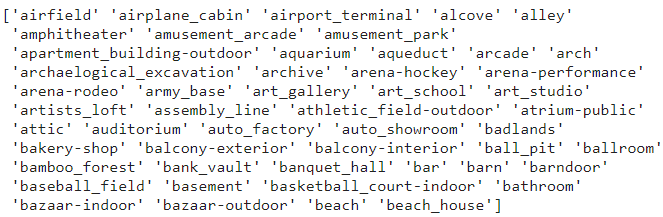 ['airfield' 'airplane_cabin' 'airport_terminal' 'alcove' 'alley'
'amphitheater' 'amusement_arcade' 'amusement_park'
'apartment_building-outdoor' 'aquarium' 'aqueduct' 'arcade' 'arch'
'archaelogical_excavation' 'archive' 'arena-hockey' 'arena-performance'
'arena-rodeo' 'army_base' 'art_gallery' 'art_school' 'art_studio'
'artists_loft' 'assembly_line' 'athletic_field-outdoor' 'atrium-public'
'attic' 'auditorium' 'auto_factory' 'auto_showroom' 'badlands'
'bakery-shop' 'balcony-exterior' 'balcony-interior' 'ball_pit' 'ballroom'
'bamboo_forest' 'bank_vault' 'banquet_hall' 'bar' 'barn' 'barndoor'
'baseball_field' 'basement' 'basketball_court-indoor' 'bathroom'
'bazaar-indoor' 'bazaar-outdoor' 'beach' 'beach_house']